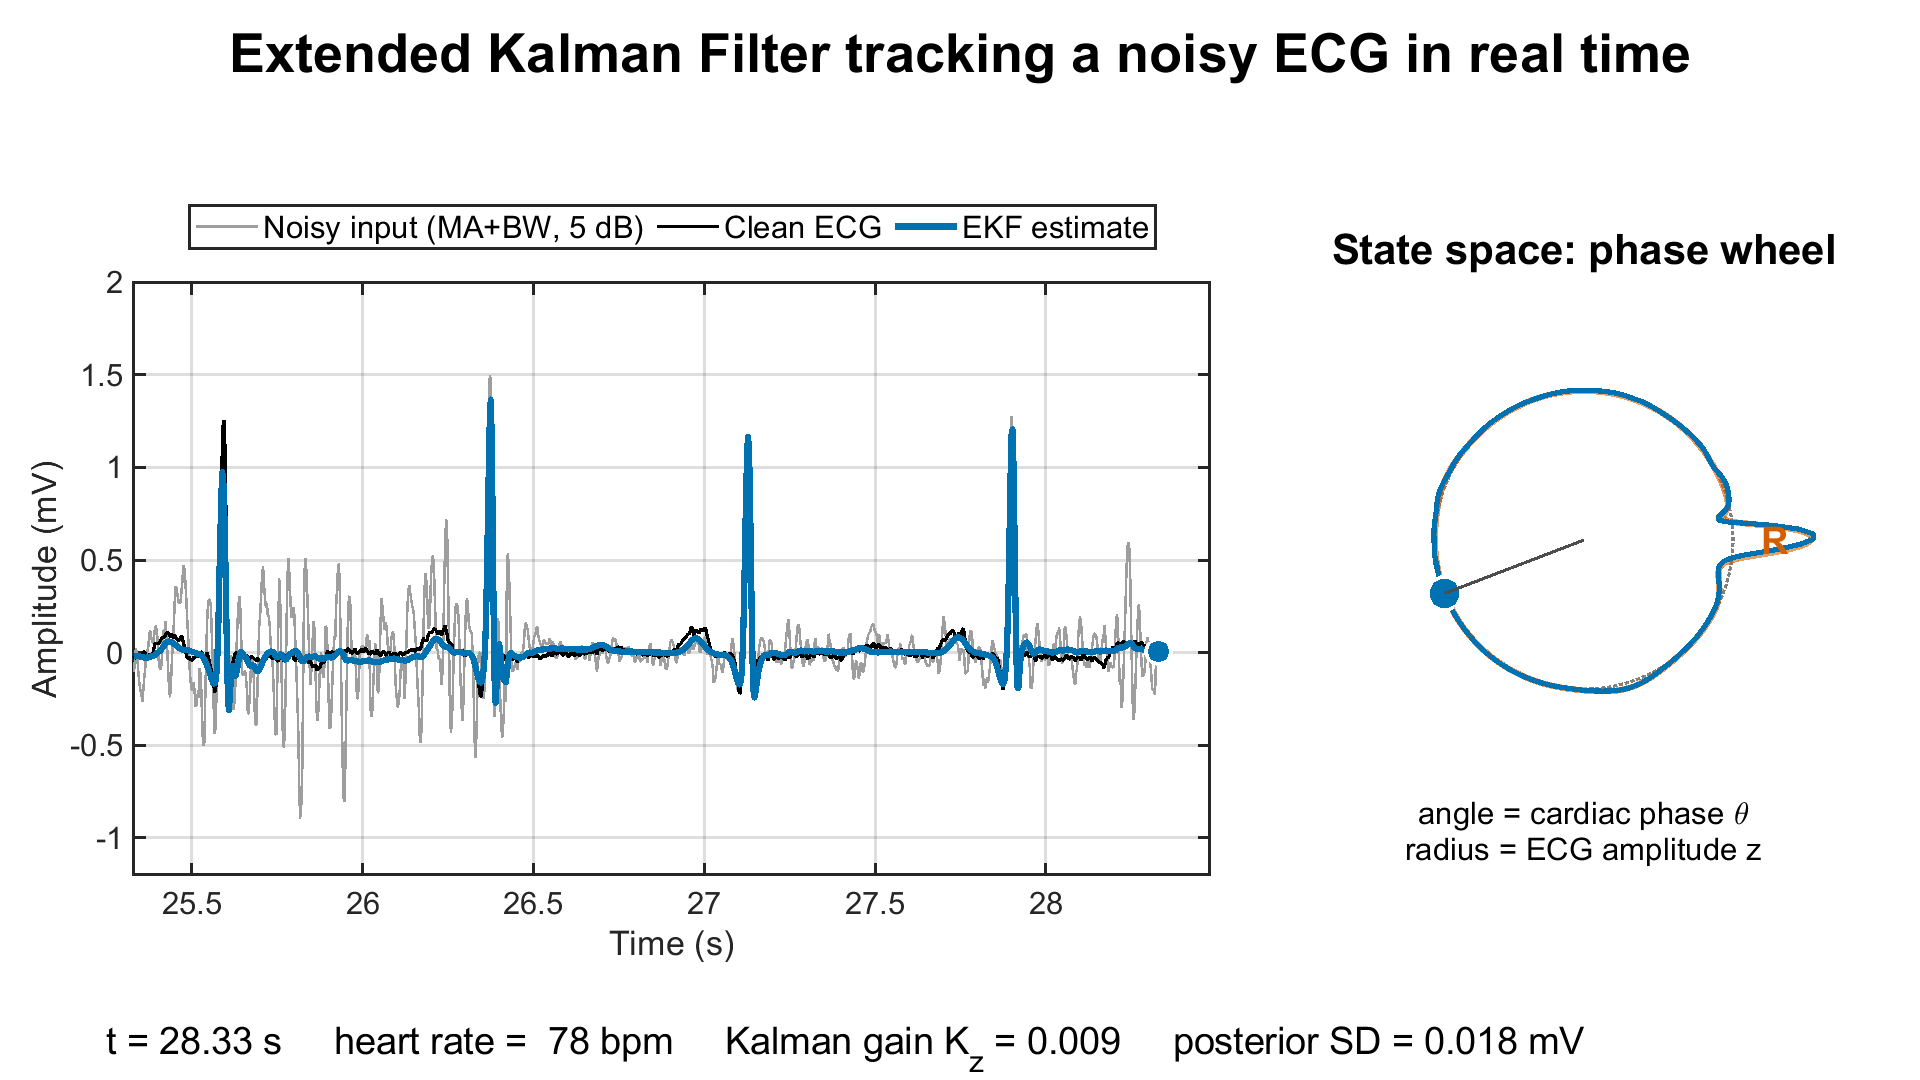 Extended Kalman Filter tracking a noisy ECG in real time
Noisy input (MA+BW, 5 dB) Clean ECG EKF estimate
State space: phase wheel
2
1.5
1
0.5
0
-0.5
-1
Amplitude (mV)
R
25.5 26 26.5 27 27.5 28
Time (s)
angle = cardiac phase θ
radius = ECG amplitude z
t = 28.33 s heart rate = 78 bpm Kalman gain K_z = 0.009 posterior SD = 0.018 mV